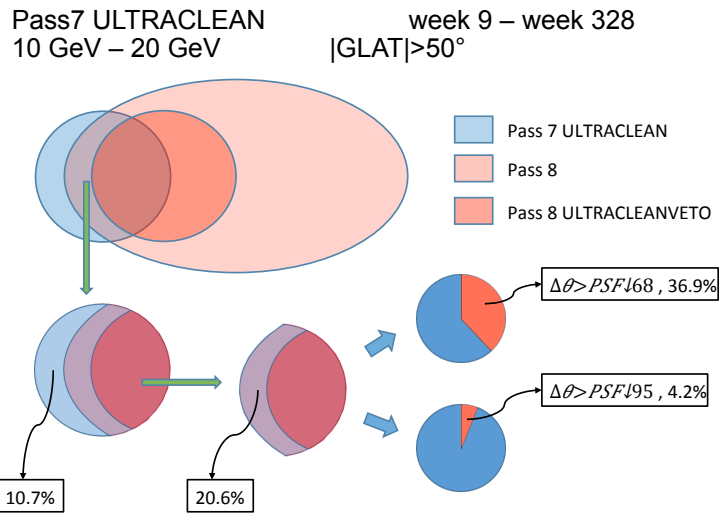 Pass7 ULTRACLEAN week 9 – week 328
10 GeV – 20 GeV |GLAT|>50°
Pass 7 ULTRACLEAN
Pass 8
Pass 8 ULTRACLEANVETO
Δθ>PSF↓68 , 36.9%
Δθ>PSF↓95 , 4.2%
10.7%
20.6%